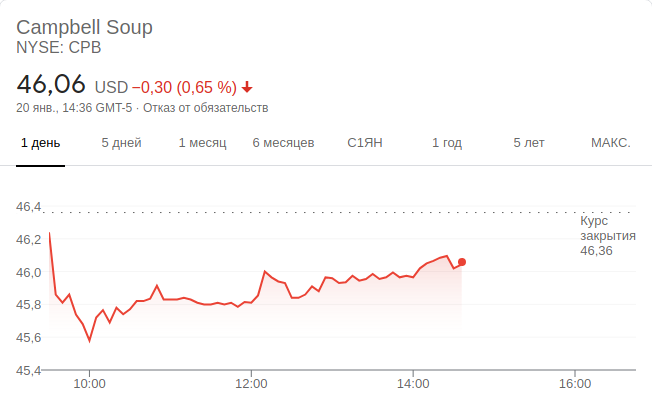 Campbell Soup
NYSE: CPB
46,06 USD −0,30 (0,65 %)
20 янв., 14:36 GMT-5 · Отказ от обязательств
1 день 5 дней 1 месяц 6 месяцев С1ЯН 1 год 5 лет МАКС.
46,4
Курс
закрытия
46,36
46,2
46,0
45,8
45,6
45,4
10:00 12:00 14:00 16:00